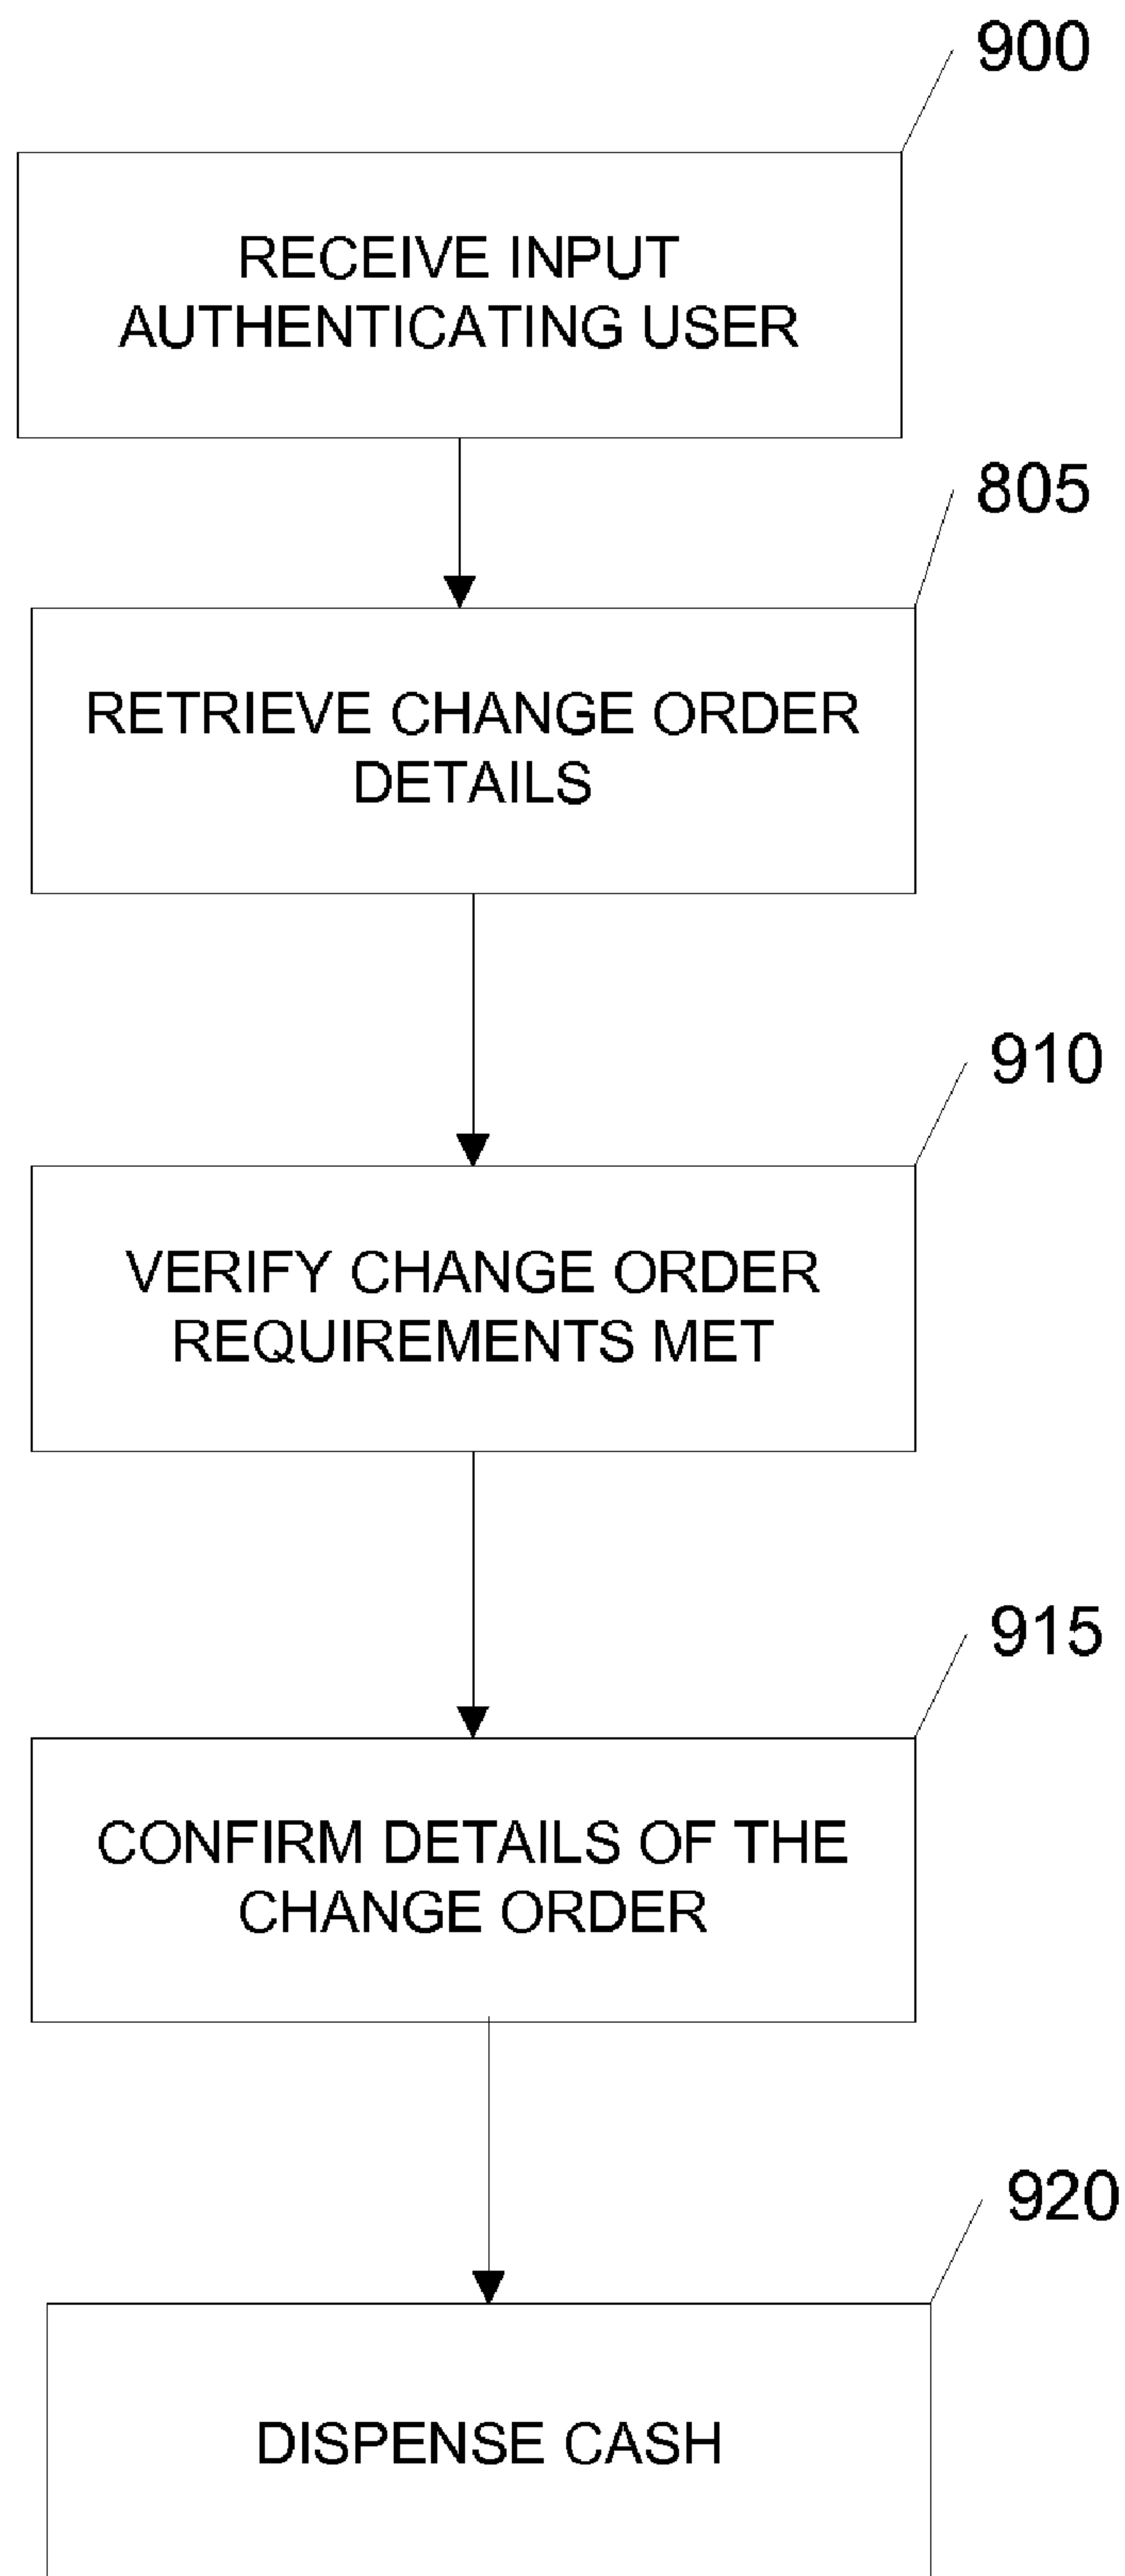 900
RECEIVE INPUT
AUTHENTICATING USER
805
RETRIEVE CHANGE ORDER
DETAILS
910
VERIFY CHANGE ORDER
REQUIREMENTS MET
915
CONFIRM DETAILS OF THE
CHANGE ORDER
920
DISPENSE CASH